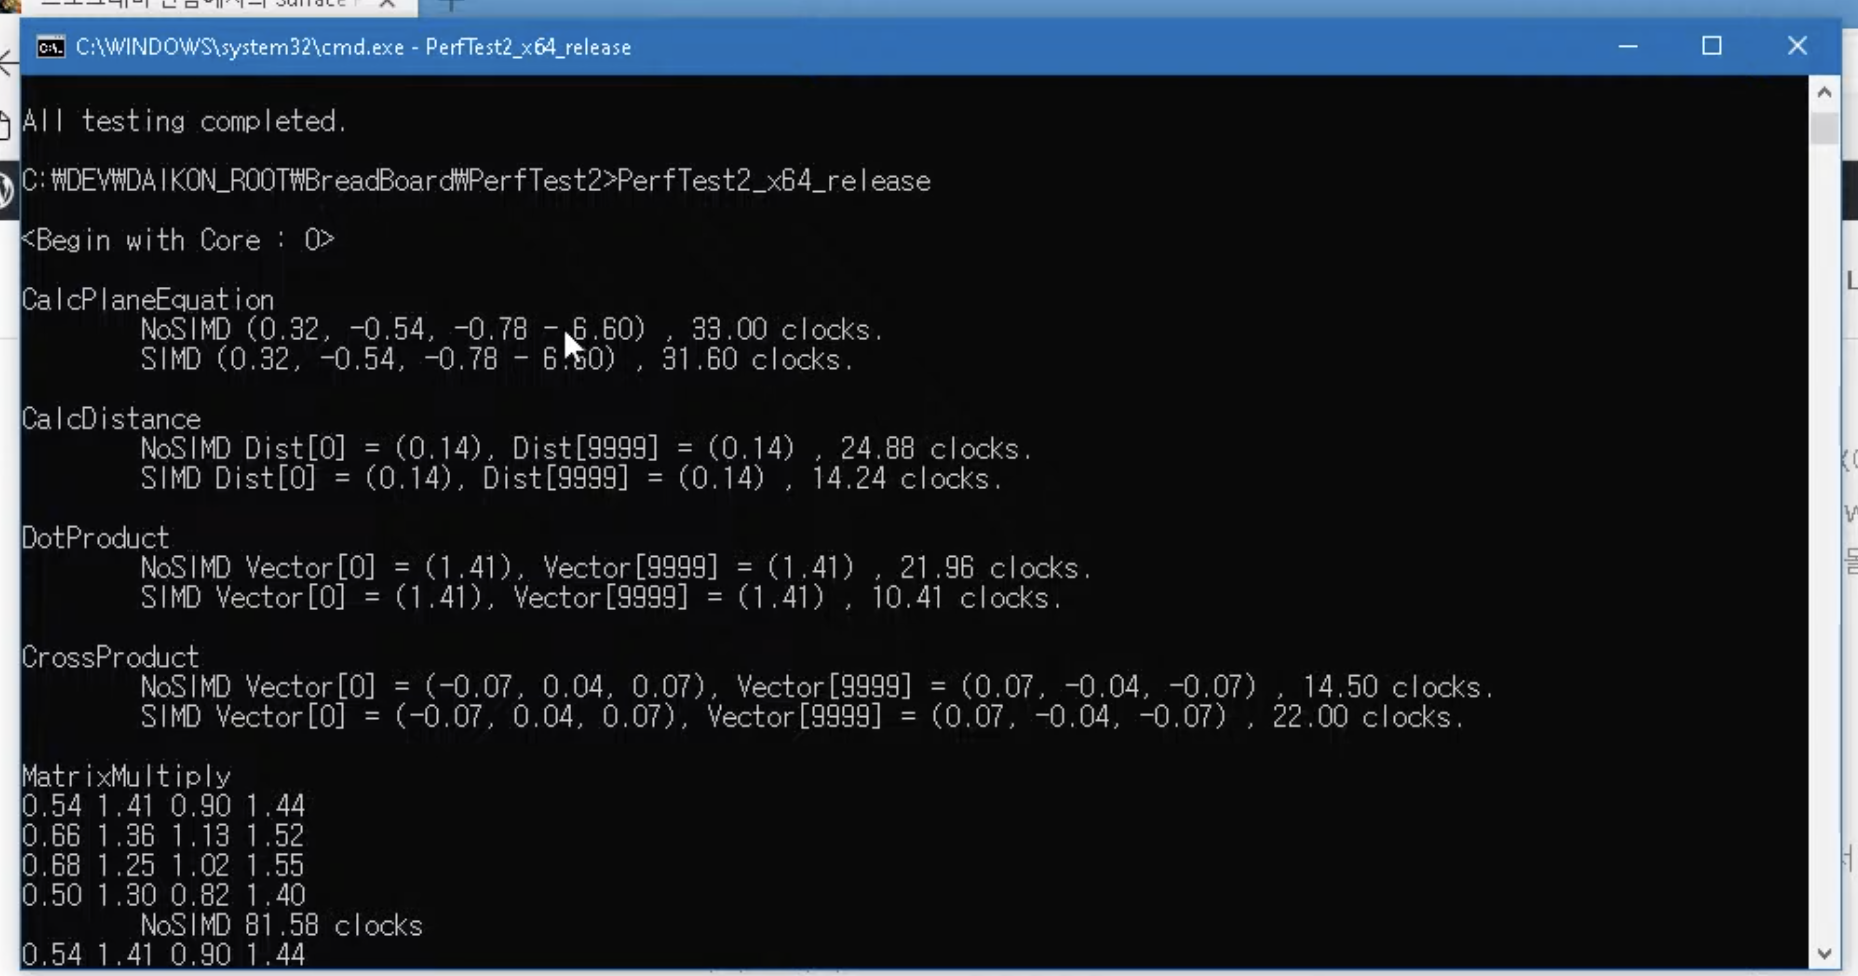 C:\WINDOWS\system32\cmd.exe - PerfTest2_x64_release
All testing completed.
C:₩DEV₩DAIKON_ROOT₩BreadBoard₩PerfTest2>PerfTest2_x64_release
<Begin with Core : 0>
CalcPlaneEquation
NoSIMD (0.32, -0.54, -0.78 - 6.60) , 33.00 clocks.
SIMD (0.32, -0.54, -0.78 - 6.60) , 31.60 clocks.
CalcDistance
NoSIMD Dist[0] = (0.14), Dist[9999] = (0.14) , 24.88 clocks.
SIMD Dist[0] = (0.14), Dist[9999] = (0.14) , 14.24 clocks.
DotProduct
NoSIMD Vector[0] = (1.41), Vector[9999] = (1.41) , 21.96 clocks.
SIMD Vector[0] = (1.41), Vector[9999] = (1.41) , 10.41 clocks.
CrossProduct
NoSIMD Vector[0] = (-0.07, 0.04, 0.07), Vector[9999] = (0.07, -0.04, -0.07) , 14.50 clocks.
SIMD Vector[0] = (-0.07, 0.04, 0.07), Vector[9999] = (0.07, -0.04, -0.07) , 22.00 clocks.
MatrixMultiply
0.54 1.41 0.90 1.44
0.66 1.36 1.13 1.52
0.68 1.25 1.02 1.55
0.50 1.30 0.82 1.40
NoSIMD 81.58 clocks
0.54 1.41 0.90 1.44